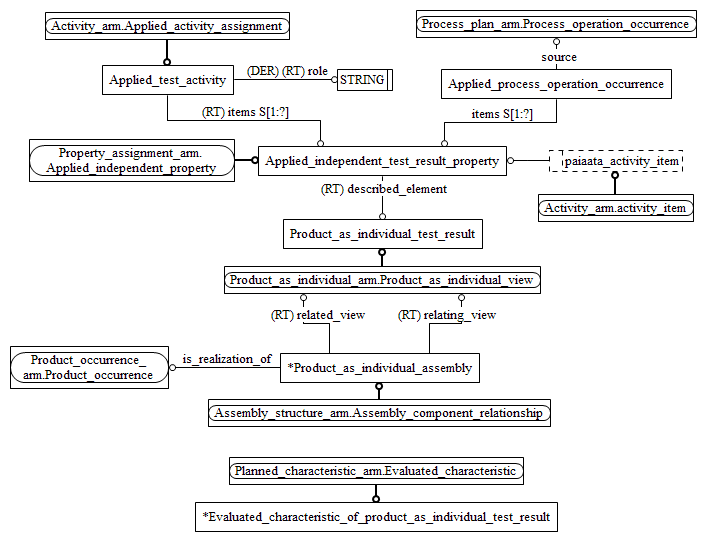 Activity_arm.Applied_activity_assignment
Process_plan_arm.Process_operation_occurrence
source
Applied_test_activity
(DER) (RT) role
STRING
Applied_process_operation_occurrence
(RT) items S[1:?]
items S[1:?]
Property_assignment_arm.
Applied_independent_property
Applied_independent_test_result_property
paiaata_activity_item
(RT) described_element
Activity_arm.activity_item
Product_as_individual_test_result
Product_as_individual_arm.Product_as_individual_view
(RT) related_view
(RT) relating_view
Product_occurrence_
arm.Product_occurrence
is_realization_of
*Product_as_individual_assembly
Assembly_structure_arm.Assembly_component_relationship
Planned_characteristic_arm.Evaluated_characteristic
*Evaluated_characteristic_of_product_as_individual_test_result